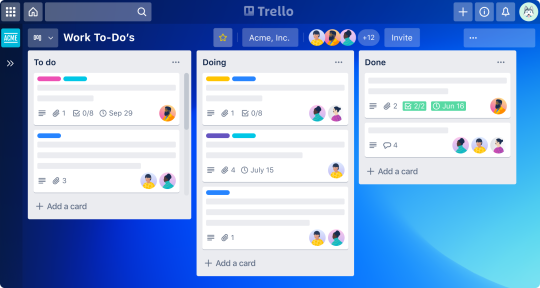 Trello
ACME
Work To-Do's
Acme, Inc.
+12
Invite
To do
1
0/8
Sep 29
3
+ Add a card
Doing
1
0/8
4
July 15
1
+ Add a card
Done
2
2/2
Jun 16
4
+ Add a card